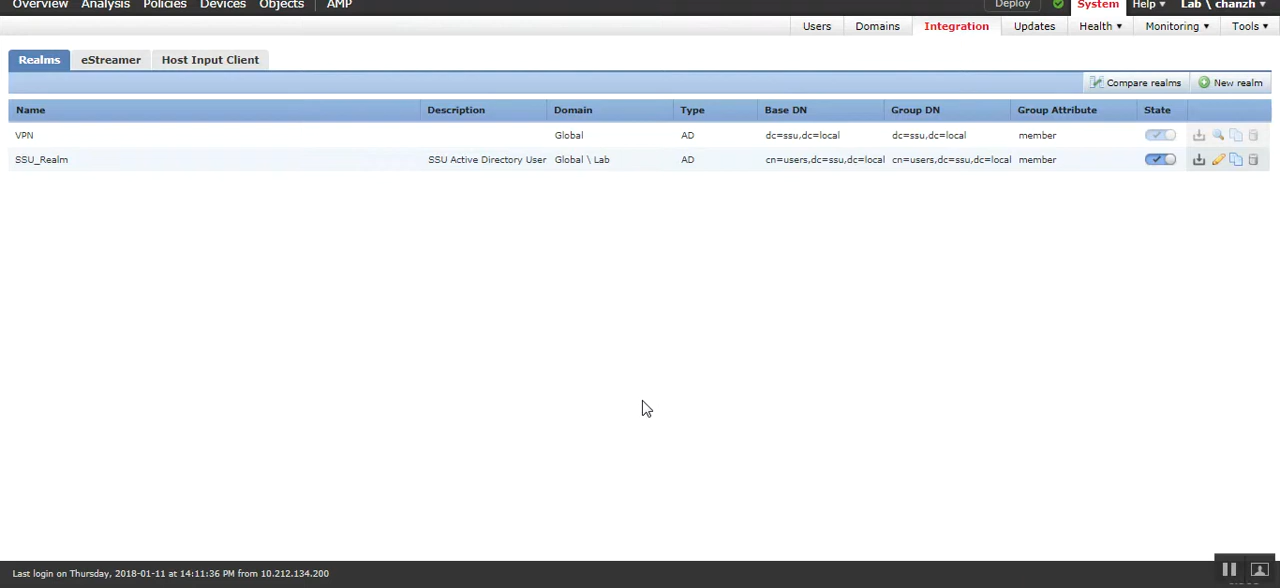 Overview Analysis Policies Devices Objects AMP Deploy System Help Lab \ chanzh
Users Domains Integration Updates Health Monitoring Tools
Realms eStreamer Host Input Client
Compare realms New realm
Name Description Domain Type Base DN Group DN Group Attribute State
VPN Global AD dc=ssu,dc=local dc=ssu,dc=local member
SSU_Realm SSU Active Directory User Global \ Lab AD cn=users,dc=ssu,dc=local cn=users,dc=ssu,dc=local member
Last login on Thursday, 2018-01-11 at 14:11:36 PM from 10.212.134.200